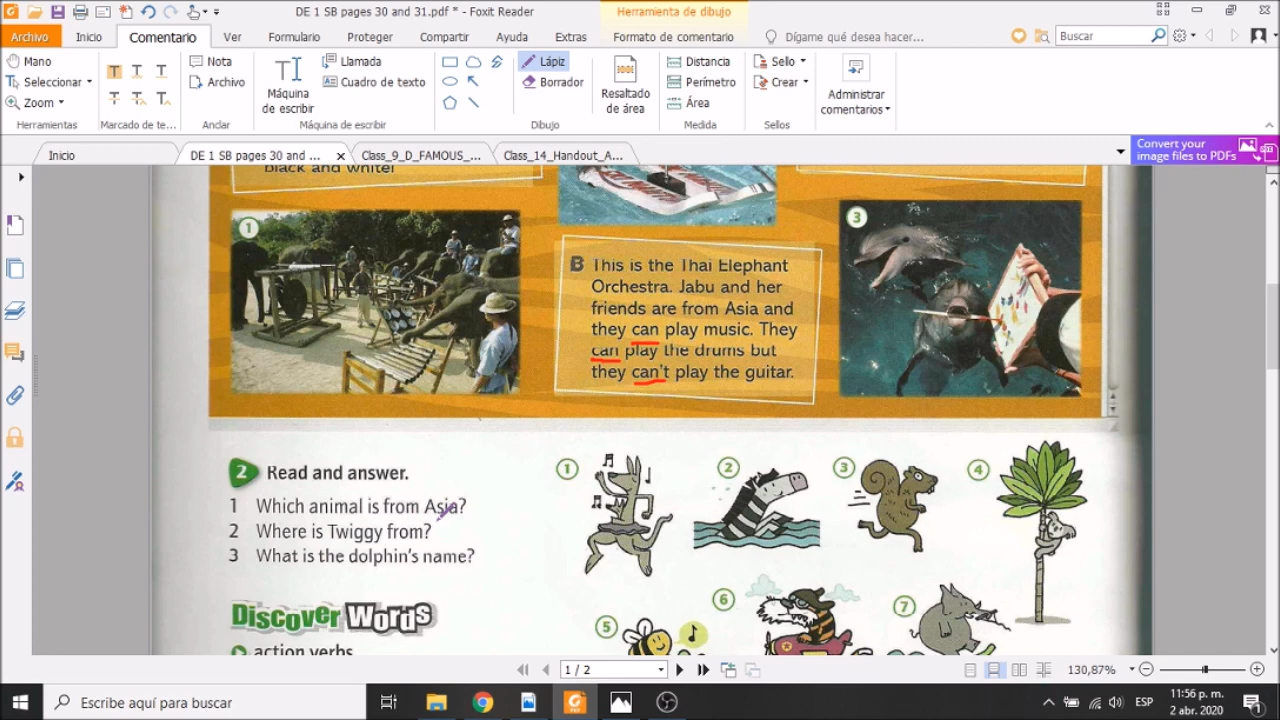 DE 1 SB pages 30 and 31.pdf * - Foxit Reader
Herramienta de dibujo
Archivo Inicio Comentario Ver Formulario Proteger Compartir Ayuda Extras Formato de comentario Dígame qué desea hacer... Buscar
Mano
Seleccionar
Zoom
Herramientas
T T T
T T T
Marcado de te...
Nota
Archivo
Anclar
Máquina de escribir
Llamada
Cuadro de texto
Máquina de escribir
Lápiz
Borrador
Dibujo
Resaltado de área
Distancia
Perímetro
Área
Medida
Sello
Crear
Sellos
Administrar comentarios
Inicio DE 1 SB pages 30 and ... Class_9_D_FAMOUS_... Class_14_Handout_A...
Convert your
image files to PDFs
black and white!
1
3
B This is the Thai Elephant
Orchestra. Jabu and her
friends are from Asia and
they can play music. They
can play the drums but
they can't play the guitar.
2 Read and answer.
1 Which animal is from Asia?
2 Where is Twiggy from?
3 What is the dolphin's name?
Discover Words
action verbs
1 2 3 4
5 6 7
1 / 2
130,87%
Escribe aquí para buscar
ESP
11:56 p. m.
2 abr. 2020
1